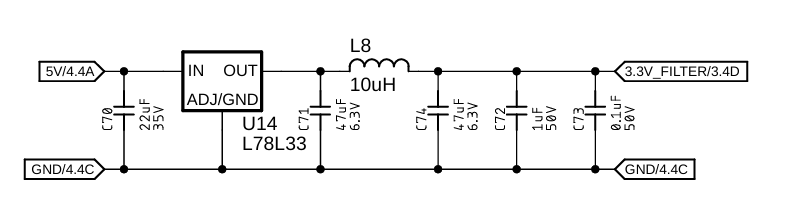 L8
5V/4.4A
IN OUT
3.3V_FILTER/3.4D
10uH
ADJ/GND
C70
22uF
35V
C71
47uF
6.3V
C74
47uF
6.3V
C72
1uF
50V
C73
0.1uF
50V
U14
L78L33
GND/4.4C
GND/4.4C